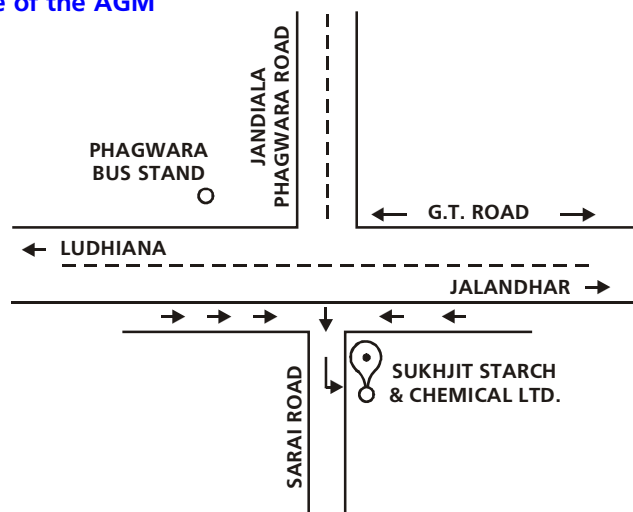 e of the AGM
JANDIALA
PHAGWARA ROAD
PHAGWARA
BUS STAND
G.T. ROAD
LUDHIANA
JALANDHAR
SARAI ROAD
SUKHJIT STARCH
& CHEMICAL LTD.